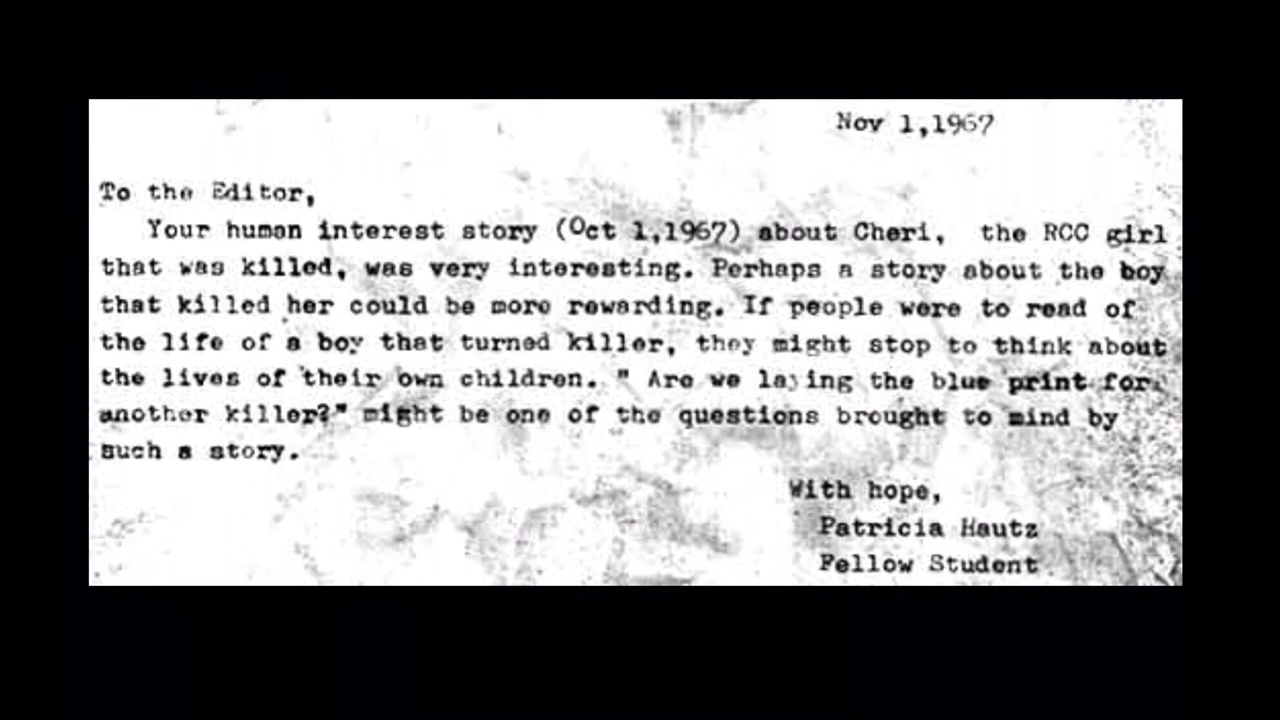 Nov 1,1967
To the Editor,
Your human interest story (Oct 1,1967) about Cheri, the RCC girl
that was killed, was very interesting. Perhaps a story about the boy
that killed her could be more rewarding. If people were to read of
the life of a boy that turned killer, they might stop to think about
the lives of their own children. " Are we laying the blue print for
another killer?" might be one of the questions brought to mind by
such a story.
With hope,
Patricia Hautz
Fellow Student